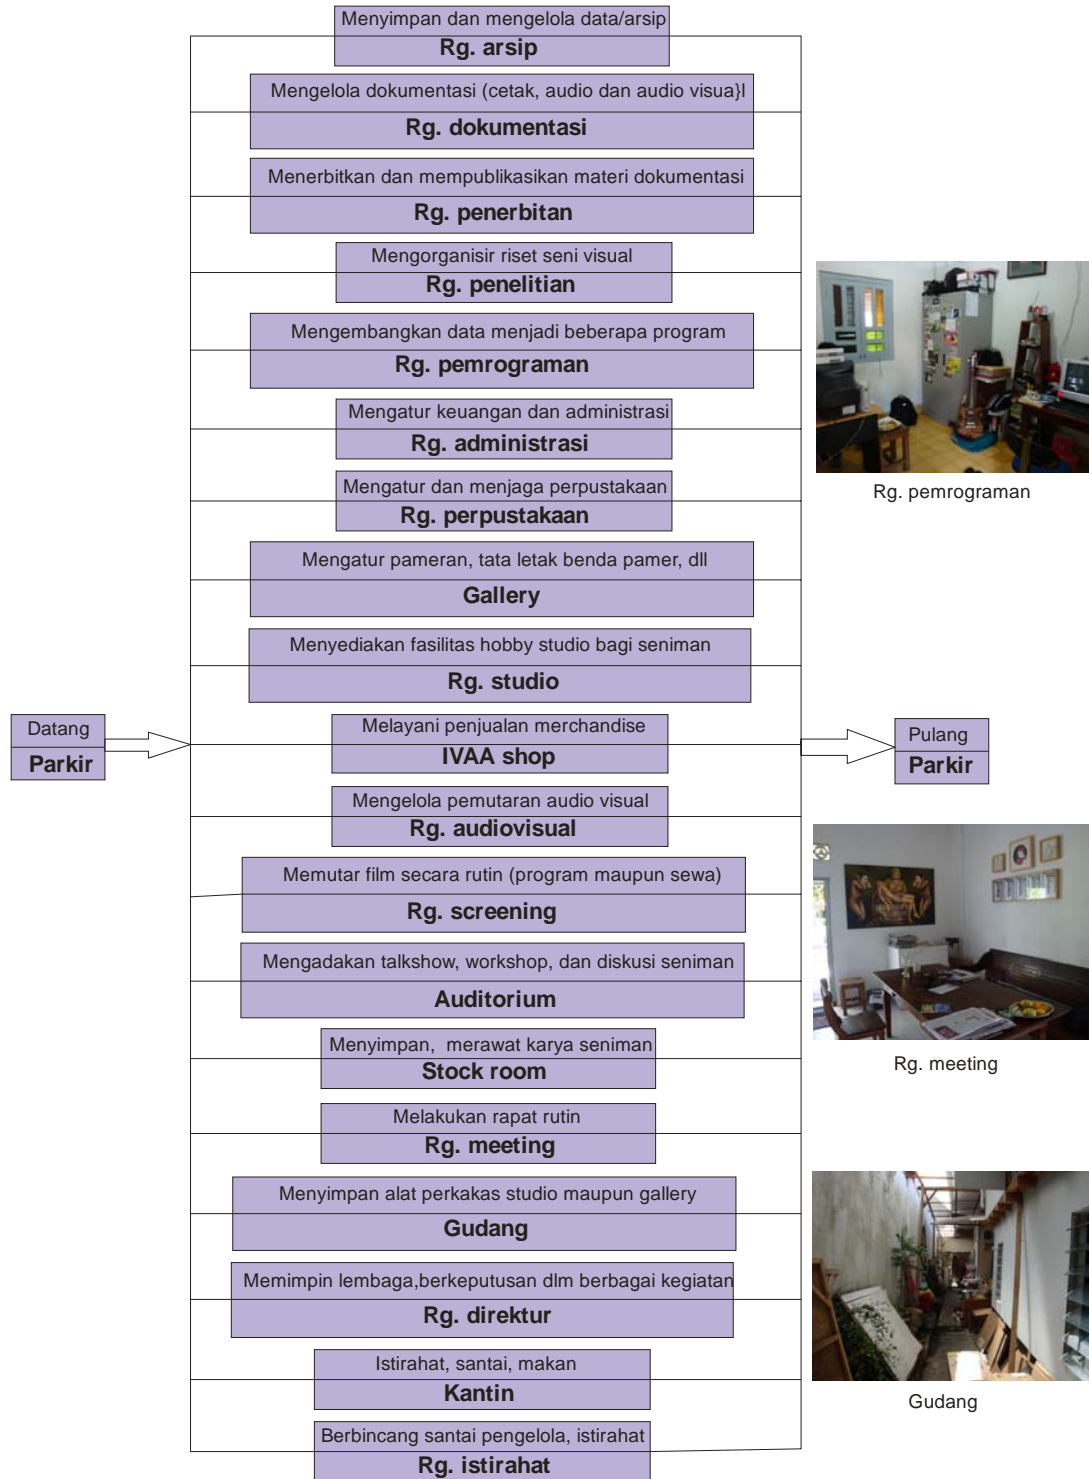 Menyimpan dan mengelola data/arsip
Rg. arsip
Mengelola dokumentasi (cetak, audio dan audio visua}l
Rg. dokumentasi
Menerbitkan dan mempublikasikan materi dokumentasi
Rg. penerbitan
Mengorganisir riset seni visual
Rg. penelitian
Mengembangkan data menjadi beberapa program
Rg. pemrograman
Mengatur keuangan dan administrasi
Rg. administrasi
Mengatur dan menjaga perpustakaan
Rg. perpustakaan
Rg. pemrograman
Mengatur pameran, tata letak benda pamer, dll
Gallery
Menyediakan fasilitas hobby studio bagi seniman
Rg. studio
Datang
Parkir
Melayani penjualan merchandise
IVAA shop
Pulang
Parkir
Mengelola pemutaran audio visual
Rg. audiovisual
Memutar film secara rutin (program maupun sewa)
Rg. screening
Mengadakan talkshow, workshop, dan diskusi seniman
Auditorium
Menyimpan,  merawat karya seniman
Stock room
Rg. meeting
Melakukan rapat rutin
Rg. meeting
Menyimpan alat perkakas studio maupun gallery
Gudang
Memimpin lembaga,berkeputusan dlm berbagai kegiatan
Rg. direktur
Istirahat, santai, makan
Kantin
Gudang
Berbincang santai pengelola, istirahat
Rg. istirahat